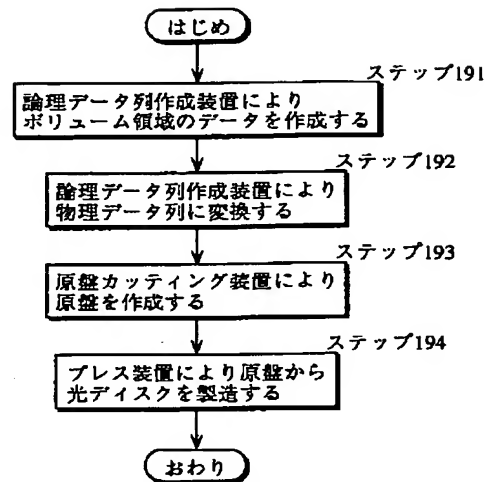 はじめ
ステップ191
論理データ列作成装置により
ボリューム領域のデータを作成する
ステップ192
論理データ列作成装置により
物理データ列に変換する
ステップ193
原盤カッティング装置により
原盤を作成する
ステップ194
プレス装置により原盤から
光ディスクを製造する
おわり